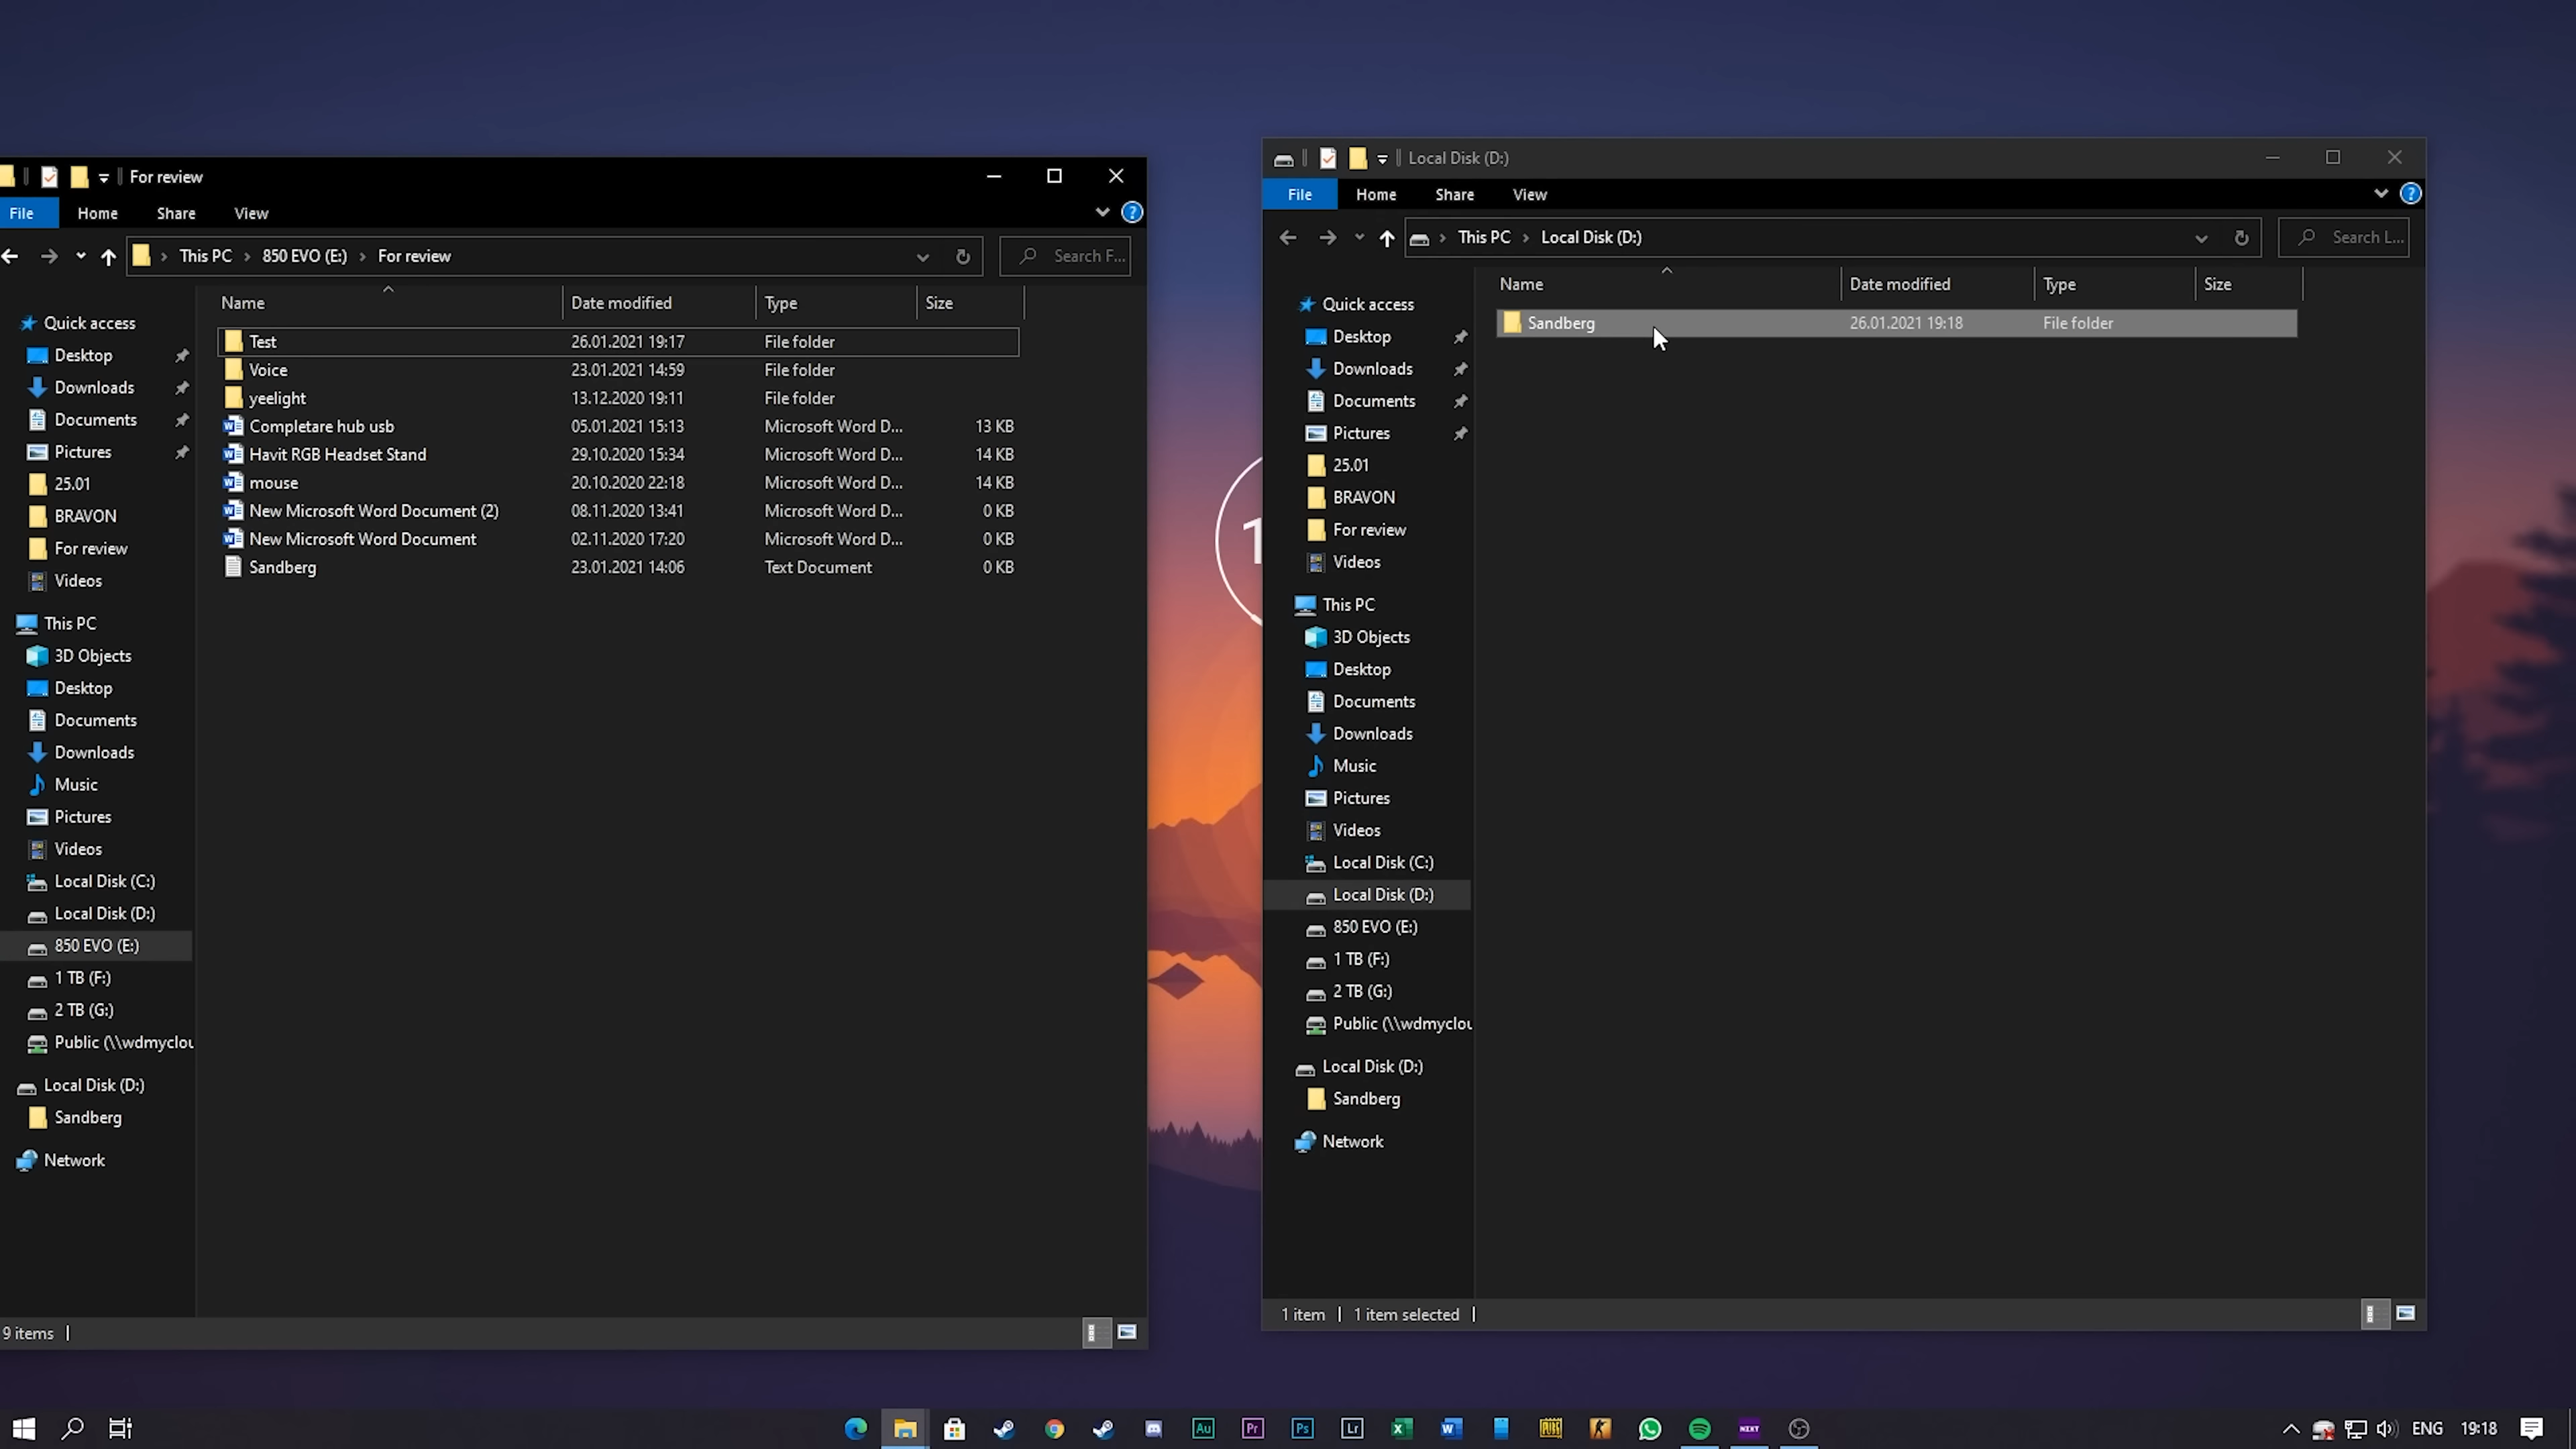 For review
File Home Share View
This PC 850 EVO (E:) For review
Search F...
Name Date modified Type Size
Test 26.01.2021 19:17 File folder
Voice 23.01.2021 14:59 File folder
yeelight 13.12.2020 19:11 File folder
Completare hub usb 05.01.2021 15:13 Microsoft Word D... 13 KB
Havit RGB Headset Stand 29.10.2020 15:34 Microsoft Word D... 14 KB
mouse 20.10.2020 22:18 Microsoft Word D... 14 KB
New Microsoft Word Document (2) 08.11.2020 13:41 Microsoft Word D... 0 KB
New Microsoft Word Document 02.11.2020 17:20 Microsoft Word D... 0 KB
Sandberg 23.01.2021 14:06 Text Document 0 KB
Quick access
Desktop
Downloads
Documents
Pictures
25.01
BRAVON
For review
Videos
This PC
3D Objects
Desktop
Documents
Downloads
Music
Pictures
Videos
Local Disk (C:)
Local Disk (D:)
850 EVO (E:)
1 TB (F:)
2 TB (G:)
Public (\\wdmyclou
Local Disk (D:)
Sandberg
Network
9 items
1
Local Disk (D:)
File Home Share View
This PC Local Disk (D:)
Search L...
Name Date modified Type Size
Sandberg 26.01.2021 19:18 File folder
Quick access
Desktop
Downloads
Documents
Pictures
25.01
BRAVON
For review
Videos
This PC
3D Objects
Desktop
Documents
Downloads
Music
Pictures
Videos
Local Disk (C:)
Local Disk (D:)
850 EVO (E:)
1 TB (F:)
2 TB (G:)
Public (\\wdmyclou
Local Disk (D:)
Sandberg
Network
1 item 1 item selected
Au Pr Ps Lr PUBG NZXT ENG 19:18